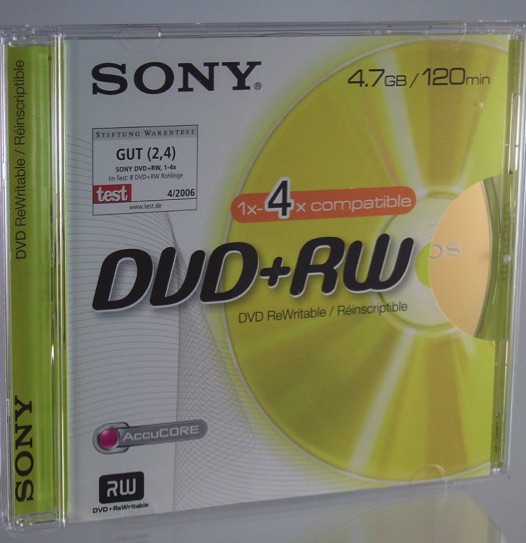 SONY®
4.7GB / 120min
STIFTUNG WARENTEST
GUT (2,4)
SONY DVD+RW, 1-4x
Im Test: 8 DVD+RW Rohlinge
test 4/2006
www.test.de
1x-4x compatible
DVD+RW
DVD ReWritable / Réinscriptible
AccuCORE
RW
DVD+ReWritable
DVD ReWritable / Réinscriptible
SONY